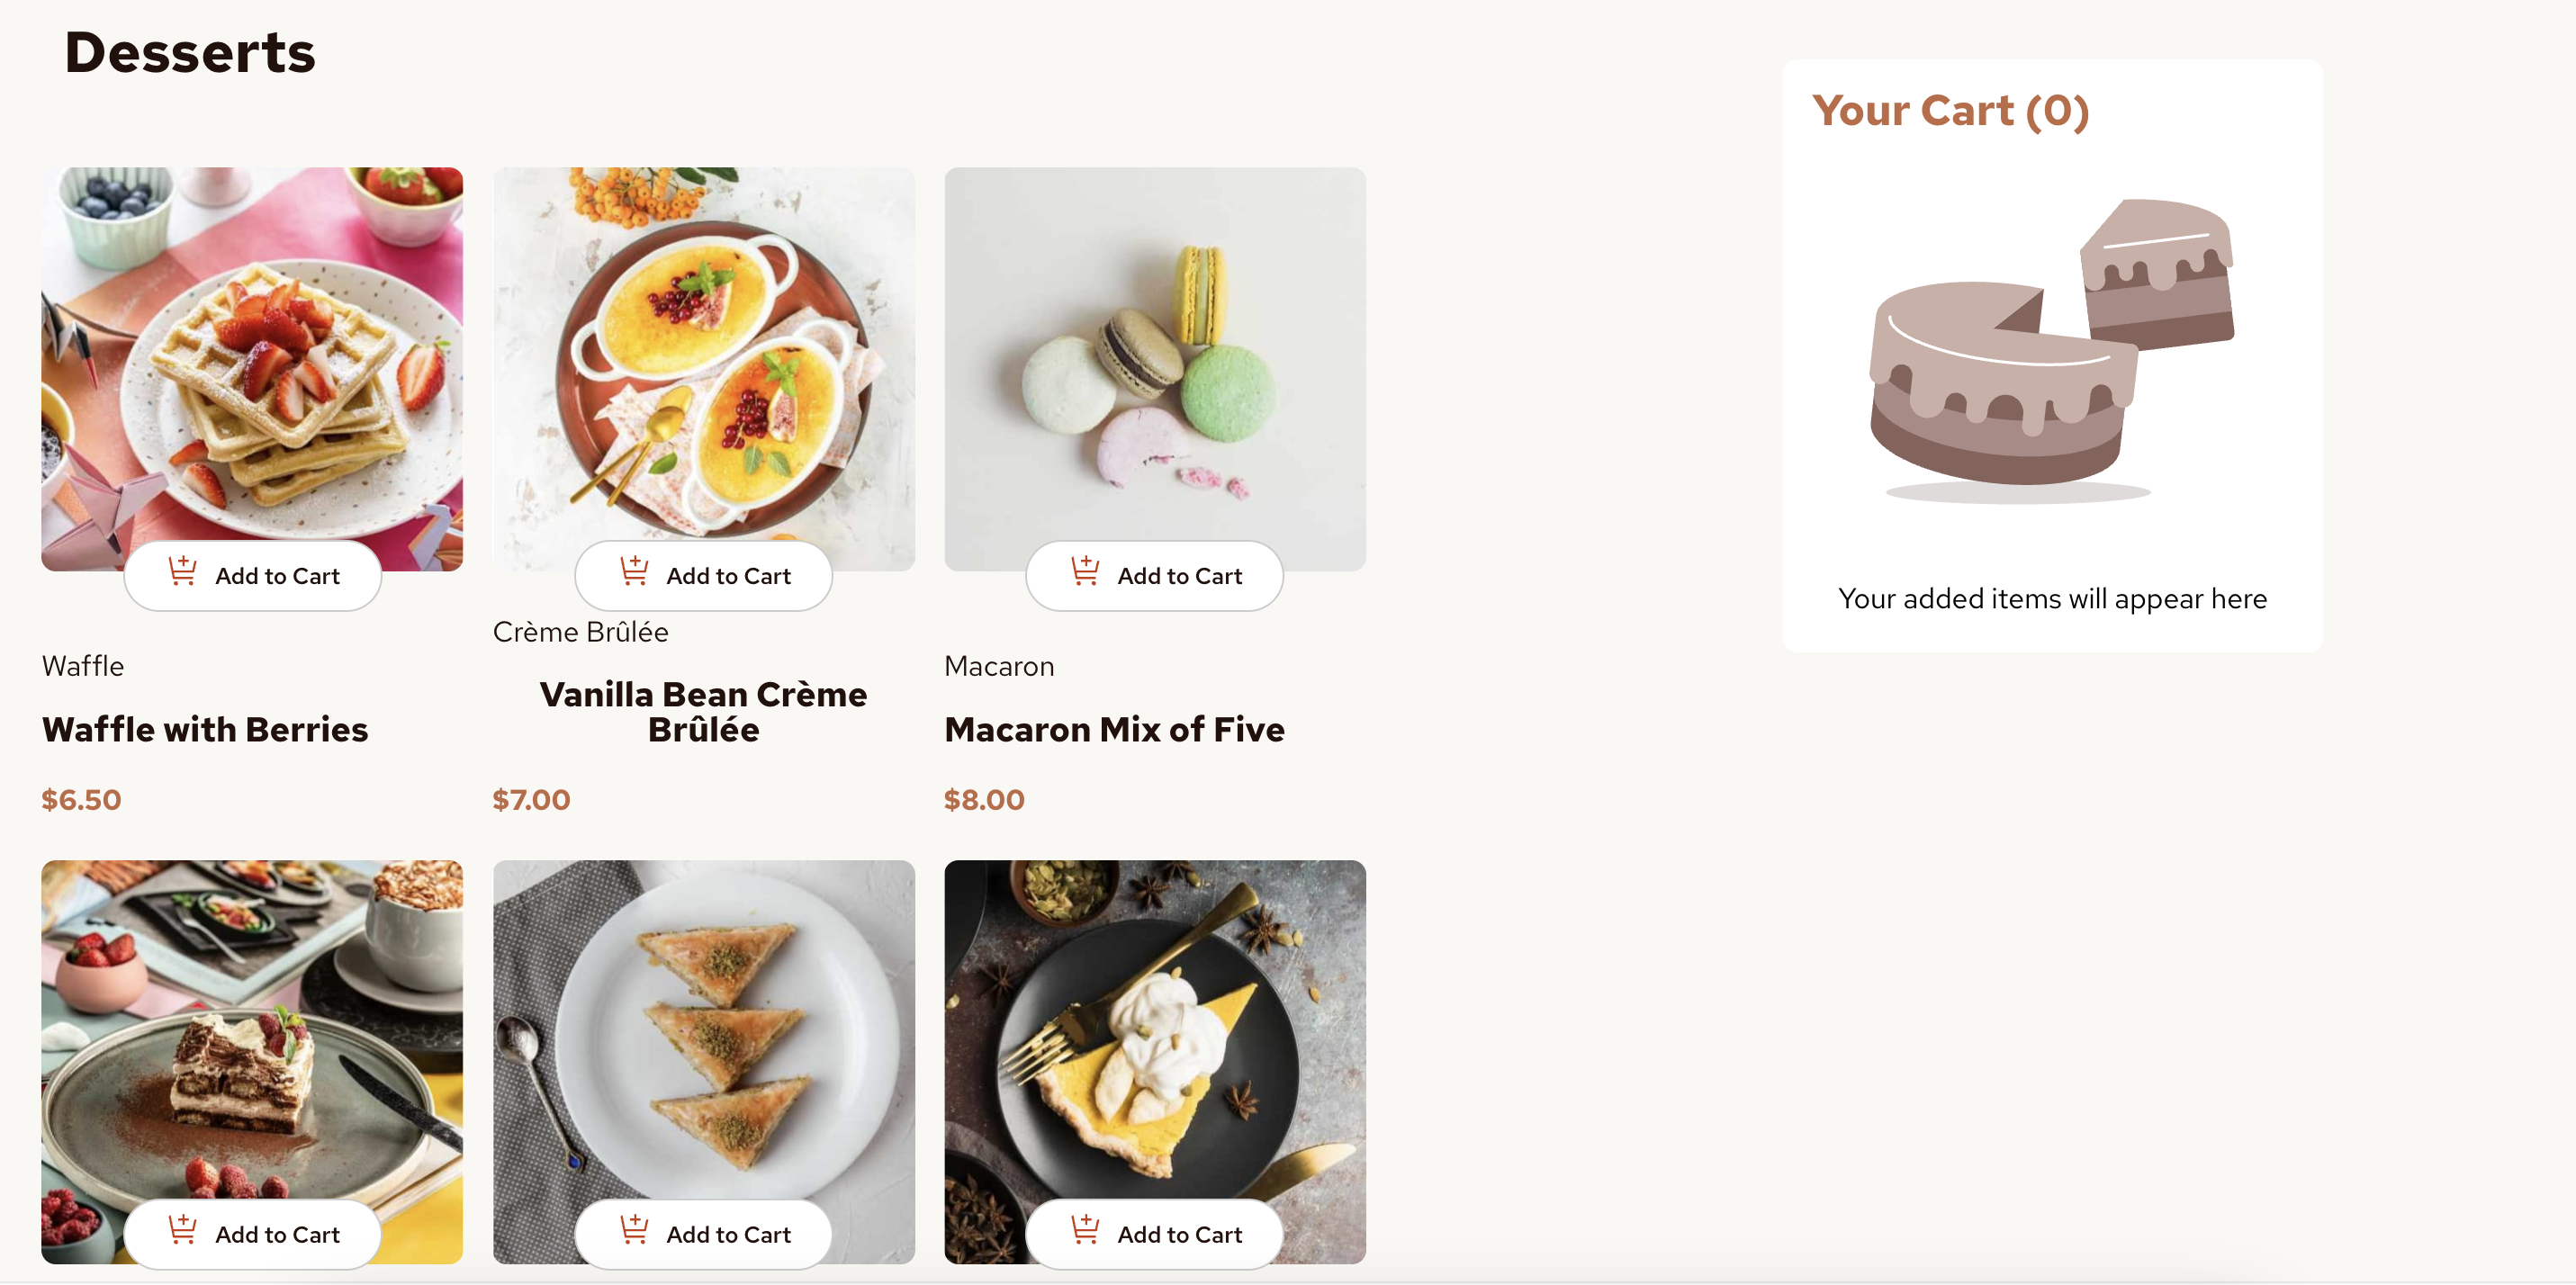 Desserts
Your Cart (0)
Your added items will appear here
Add to Cart
Waffle
Waffle with Berries
$6.50
Add to Cart
Crème Brûlée
Vanilla Bean Crème
Brûlée
$7.00
Add to Cart
Macaron
Macaron Mix of Five
$8.00
Add to Cart
Add to Cart
Add to Cart